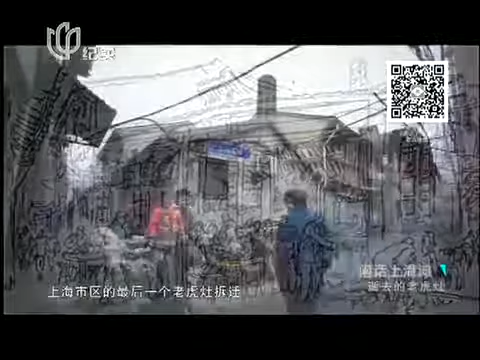 纪实
闲话上海滩
逝去的老虎灶
上海市区的最后一个老虎灶拆迁